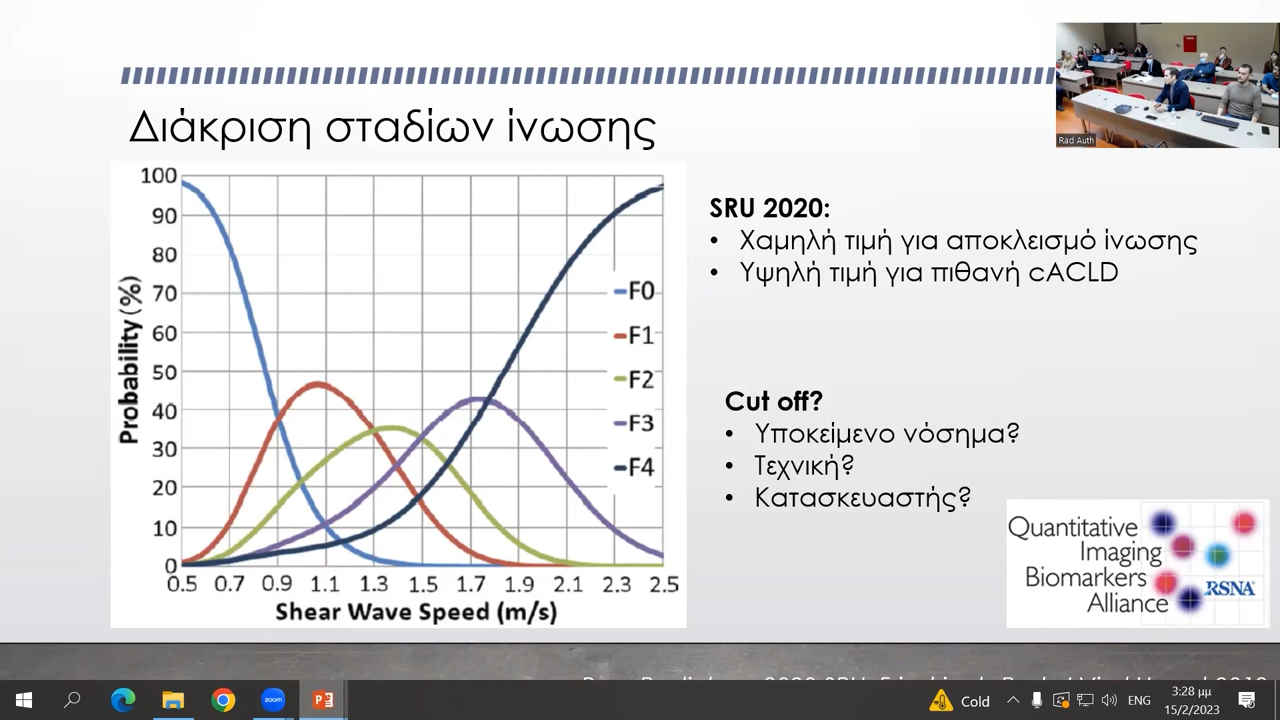 Διάκριση σταδίων ίνωσης
Rad Auth
100
90
80
70
60
50
40
30
20
10
0
Probability (%)
0.5 0.7 0.9 1.1 1.3 1.5 1.7 1.9 2.1 2.3 2.5
Shear Wave Speed (m/s)
F0
F1
F2
F3
F4
SRU 2020:
• Χαμηλή τιμή για αποκλεισμό ίνωσης
• Υψηλή τιμή για πιθανή cACLD
Cut off?
• Υποκείμενο νόσημα?
• Τεχνική?
• Κατασκευαστής?
Quantitative
Imaging
Biomarkers
Alliance
RSNA
zoom
Cold
ENG
3:28 μμ
15/2/2023